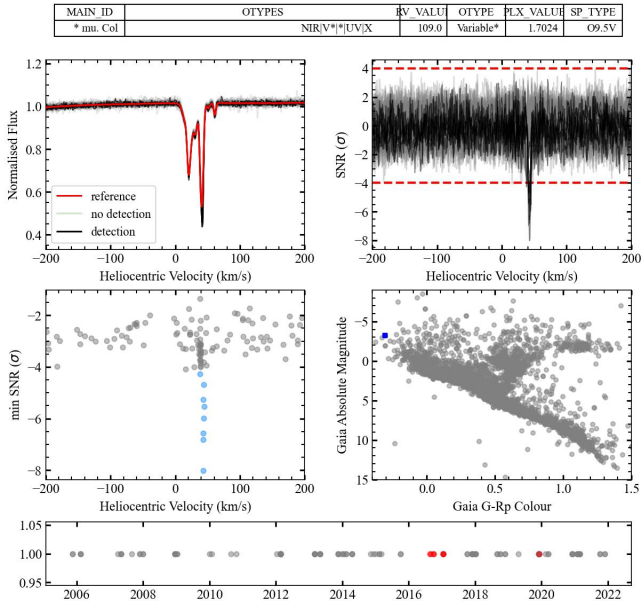 MAIN_ID OTYPES RV_VALUE OTYPE PLX_VALUE SP_TYPE
* mu. Col NIR|V*|*|UV|X 109.0 Variable* 1.7024 O9.5V
1.0
0.8
0.6
0.4
Normalised Flux
reference
no detection
detection
−200 −100 0 100 200
Heliocentric Velocity (km/s)
4
2
0
−2
−4
−6
−8
SNR (σ)
−200 −100 0 100 200
Heliocentric Velocity (km/s)
−2
−4
−6
−8
min SNR (σ)
−200 −100 0 100 200
Heliocentric Velocity (km/s)
−5
0
5
10
15
Gaia Absolute Magnitude
0.0 0.5 1.0 1.5
Gaia G-Rp Colour
1.05
1.00
0.95
2006 2008 2010 2012 2014 2016 2018 2020 2022